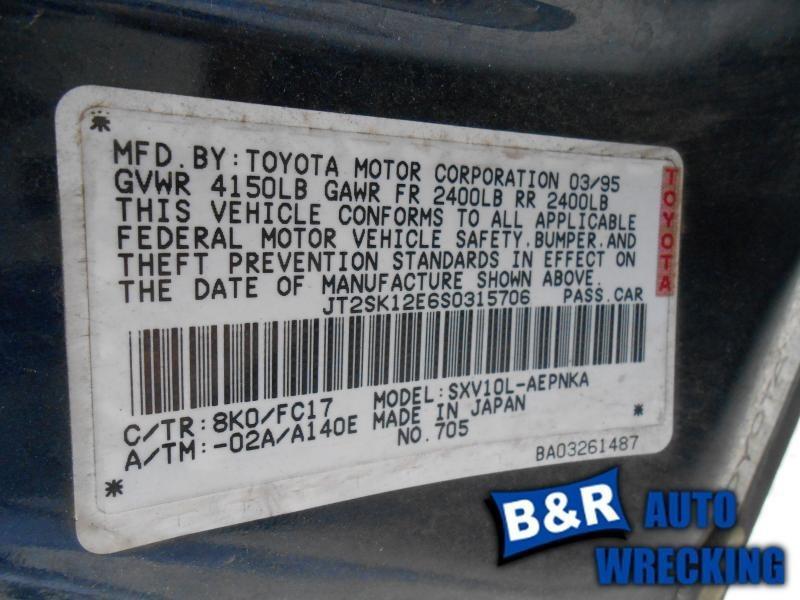 MFD. BY: TOYOTA MOTOR CORPORATION 03/95
GVWR 4150LB GAWR FR 2400LB RR 2400LB
THIS VEHICLE CONFORMS TO ALL APPLICABLE
FEDERAL MOTOR VEHICLE SAFETY, BUMPER, AND
THEFT PREVENTION STANDARDS IN EFFECT ON
THE DATE OF MANUFACTURE SHOWN ABOVE.
JT2SK12E6S0315706 PASS. CAR
TOYOTA
C/TR: 8K0/FC17 MODEL: SXV10L-AEPNKA
A/TM: -02A/A140E MADE IN JAPAN
NO. 705
BA03261487
B&R AUTO
WRECKING